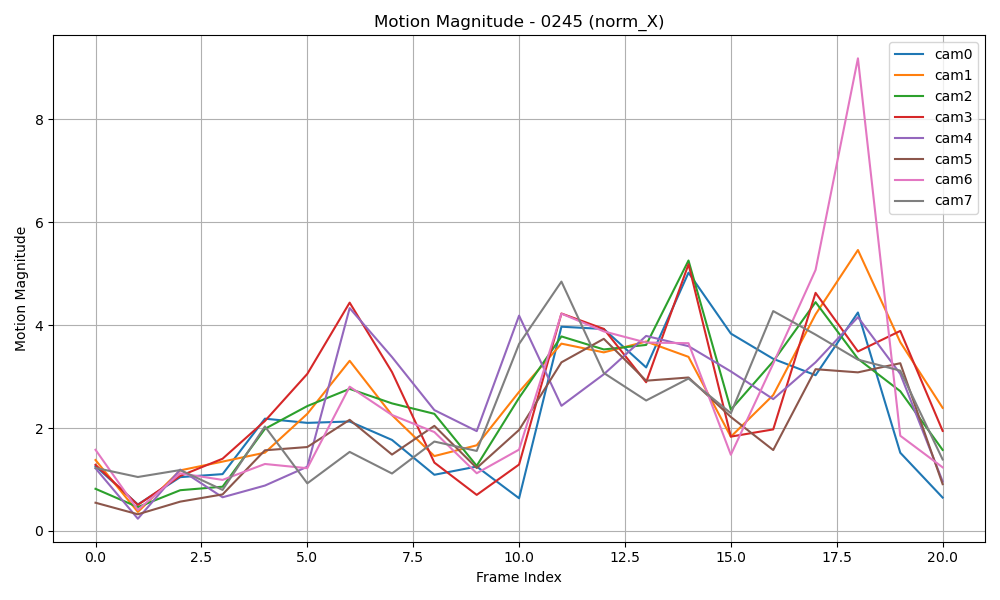 Motion Magnitude - 0245 (norm_X)
cam0
cam1
cam2
cam3
cam4
cam5
cam6
cam7
Motion Magnitude
8
6
4
2
0
0.0 2.5 5.0 7.5 10.0 12.5 15.0 17.5 20.0
Frame Index